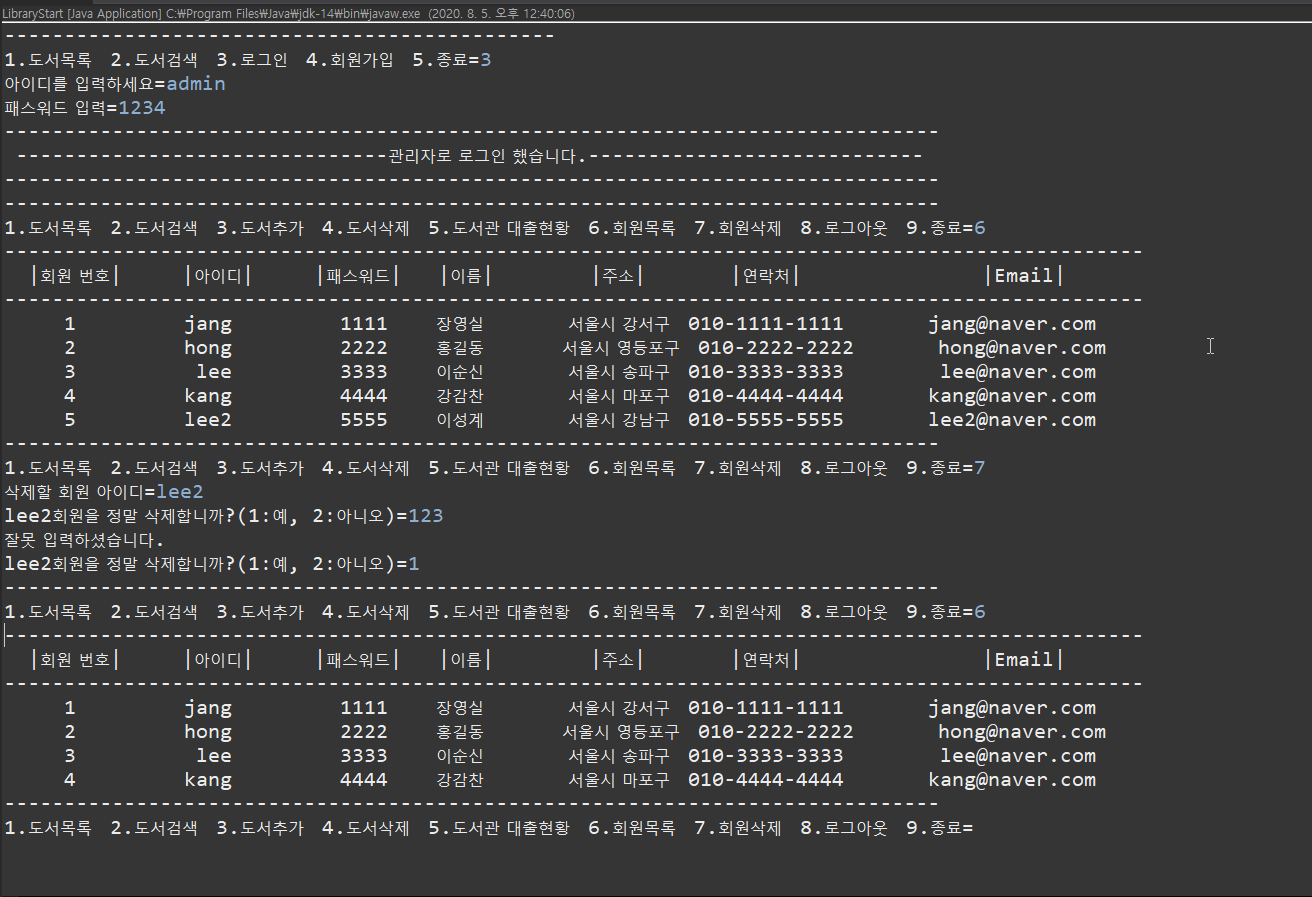 LibraryStart [Java Application] C:\Program Files\Java\jdk-14\bin\javaw.exe (2020. 8. 5. 오후 12:40:06)
----------------------------------------------
1.도서목록 2.도서검색 3.로그인 4.회원가입 5.종료=3
아이디를 입력하세요=admin
패스워드 입력=1234
------------------------------------------------------------------------------
-------------------------------관리자로 로그인 했습니다.----------------------------
------------------------------------------------------------------------------
------------------------------------------------------------------------------
1.도서목록 2.도서검색 3.도서추가 4.도서삭제 5.도서관 대출현황 6.회원목록 7.회원삭제 8.로그아웃 9.종료=6
-----------------------------------------------------------------------------------------------
|회원 번호| |아이디| |패스워드| |이름| |주소| |연락처| |Email|
-----------------------------------------------------------------------------------------------
1 jang 1111 장영실 서울시 강서구 010-1111-1111 jang@naver.com
2 hong 2222 홍길동 서울시 영등포구 010-2222-2222 hong@naver.com
3 lee 3333 이순신 서울시 송파구 010-3333-3333 lee@naver.com
4 kang 4444 강감찬 서울시 마포구 010-4444-4444 kang@naver.com
5 lee2 5555 이성계 서울시 강남구 010-5555-5555 lee2@naver.com
------------------------------------------------------------------------------
1.도서목록 2.도서검색 3.도서추가 4.도서삭제 5.도서관 대출현황 6.회원목록 7.회원삭제 8.로그아웃 9.종료=7
삭제할 회원 아이디=lee2
lee2회원을 정말 삭제합니까?(1:예, 2:아니오)=123
잘못 입력하셨습니다.
lee2회원을 정말 삭제합니까?(1:예, 2:아니오)=1
------------------------------------------------------------------------------
1.도서목록 2.도서검색 3.도서추가 4.도서삭제 5.도서관 대출현황 6.회원목록 7.회원삭제 8.로그아웃 9.종료=6
-----------------------------------------------------------------------------------------------
|회원 번호| |아이디| |패스워드| |이름| |주소| |연락처| |Email|
-----------------------------------------------------------------------------------------------
1 jang 1111 장영실 서울시 강서구 010-1111-1111 jang@naver.com
2 hong 2222 홍길동 서울시 영등포구 010-2222-2222 hong@naver.com
3 lee 3333 이순신 서울시 송파구 010-3333-3333 lee@naver.com
4 kang 4444 강감찬 서울시 마포구 010-4444-4444 kang@naver.com
------------------------------------------------------------------------------
1.도서목록 2.도서검색 3.도서추가 4.도서삭제 5.도서관 대출현황 6.회원목록 7.회원삭제 8.로그아웃 9.종료=